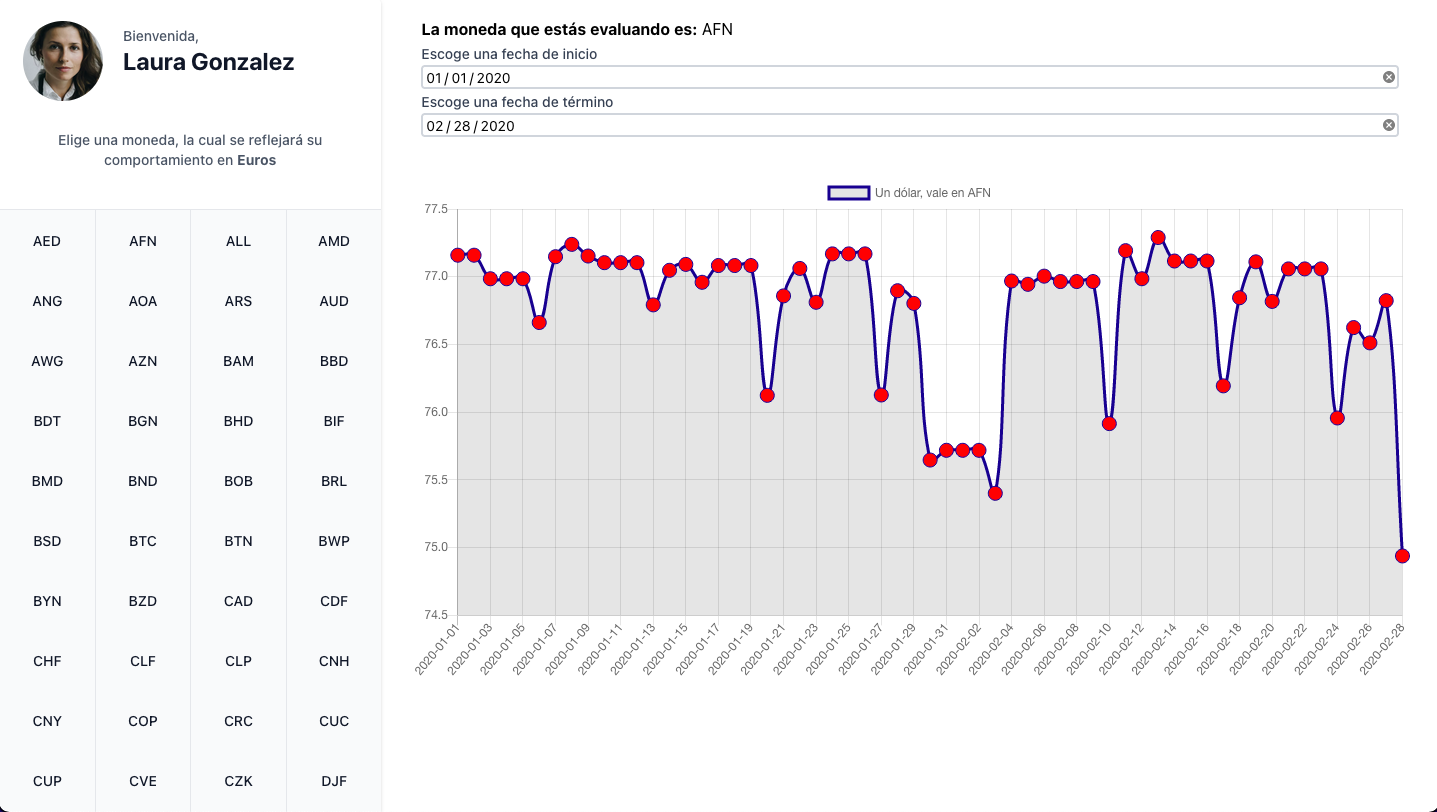 Bienvenida,
Laura Gonzalez
Elige una moneda, la cual se reflejará su
comportamiento en Euros
AED AFN ALL AMD
ANG AOA ARS AUD
AWG AZN BAM BBD
BDT BGN BHD BIF
BMD BND BOB BRL
BSD BTC BTN BWP
BYN BZD CAD CDF
CHF CLF CLP CNH
CNY COP CRC CUC
CUP CVE CZK DJF
La moneda que estás evaluando es: AFN
Escoge una fecha de inicio
01/01/2020
Escoge una fecha de término
02/28/2020
Un dólar, vale en AFN
77.5
77.0
76.5
76.0
75.5
75.0
74.5
2020-01-01 2020-01-03 2020-01-05 2020-01-07 2020-01-09 2020-01-11 2020-01-13 2020-01-15 2020-01-17 2020-01-19 2020-01-21 2020-01-23 2020-01-25 2020-01-27 2020-01-29 2020-01-31 2020-02-02 2020-02-04 2020-02-06 2020-02-08 2020-02-10 2020-02-12 2020-02-14 2020-02-16 2020-02-18 2020-02-20 2020-02-22 2020-02-24 2020-02-26 2020-02-28